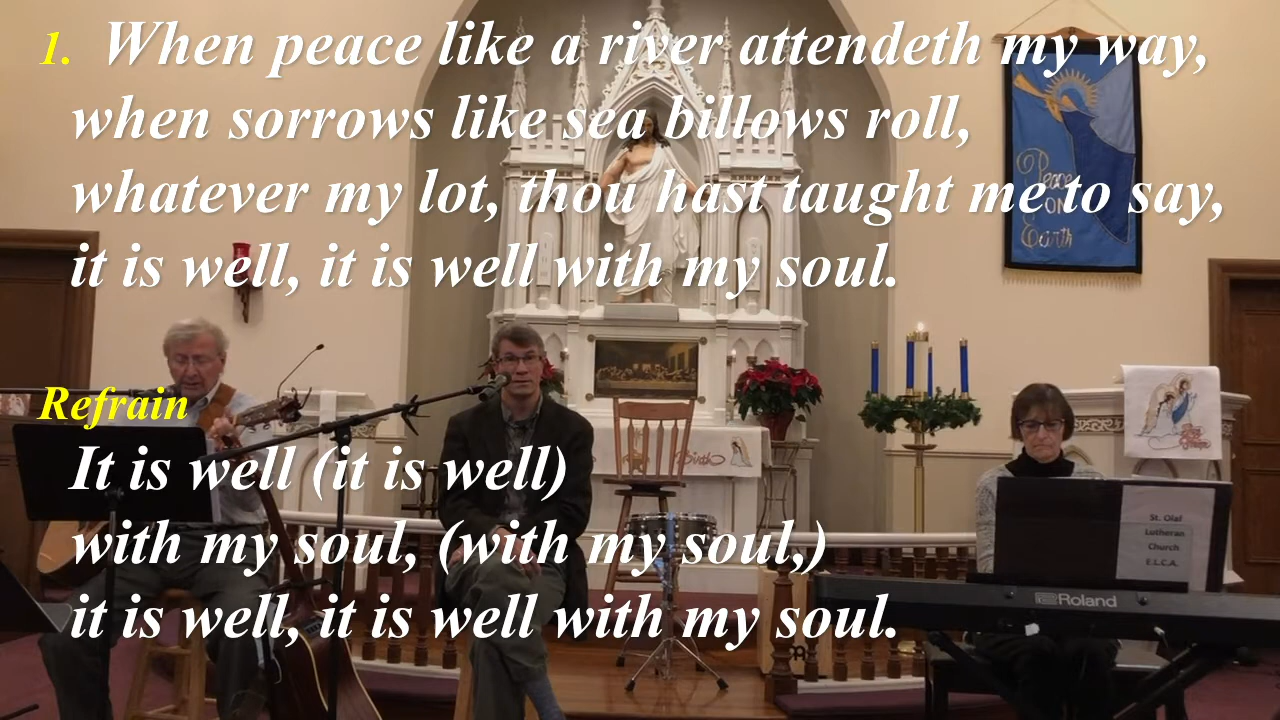 1. When peace like a river attendeth my way,
when sorrows like sea billows roll,
whatever my lot, thou hast taught me to say,
it is well, it is well with my soul.
Peace
on
Earth
Refrain
It is well (it is well)
with my soul, (with my soul,)
it is well, it is well with my soul.
Birth
St. Olaf
Lutheran
Church
E.L.C.A.
Roland